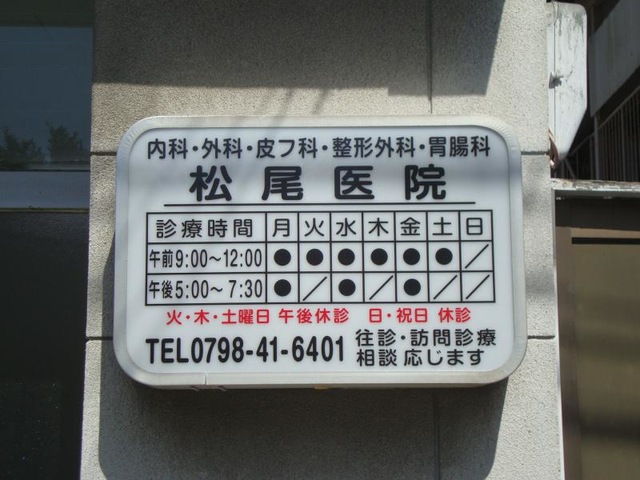 内科・外科・皮フ科・整形外科・胃腸科
松尾医院
診療時間 月 火 水 木 金 土 日
午前9:00～12:00 ● ● ● ● ● ● ／
午後5:00～7:30 ● ／ ● ／ ● ／ ／
火・木・土曜日 午後休診 日・祝日 休診
TEL0798-41-6401 往診・訪問診療
相談 応じます